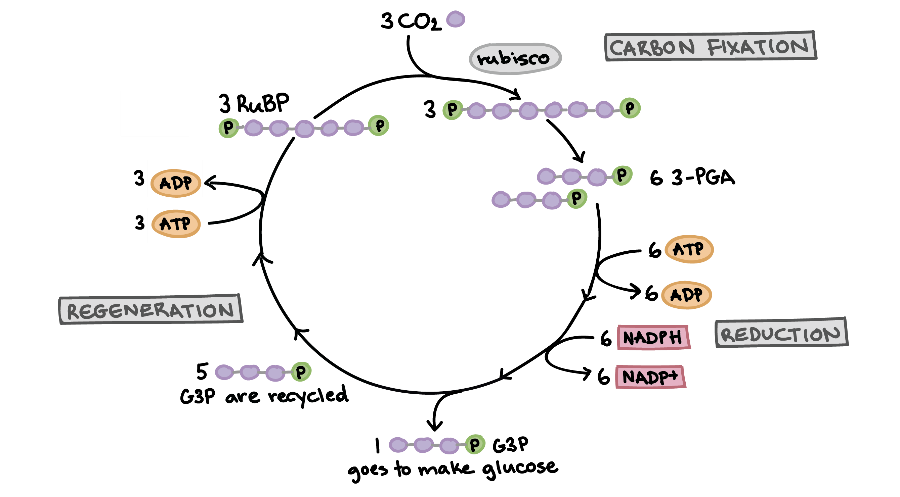 3 CO2
rubisco
CARBON FIXATION
3 RuBP
P P
3 P P
P 6 3-PGA
P
3 ADP
3 ATP
6 ATP
6 ADP
REGENERATION
6 NADPH
REDUCTION
6 NADP+
5 P
G3P are recycled
1 P G3P
goes to make glucose